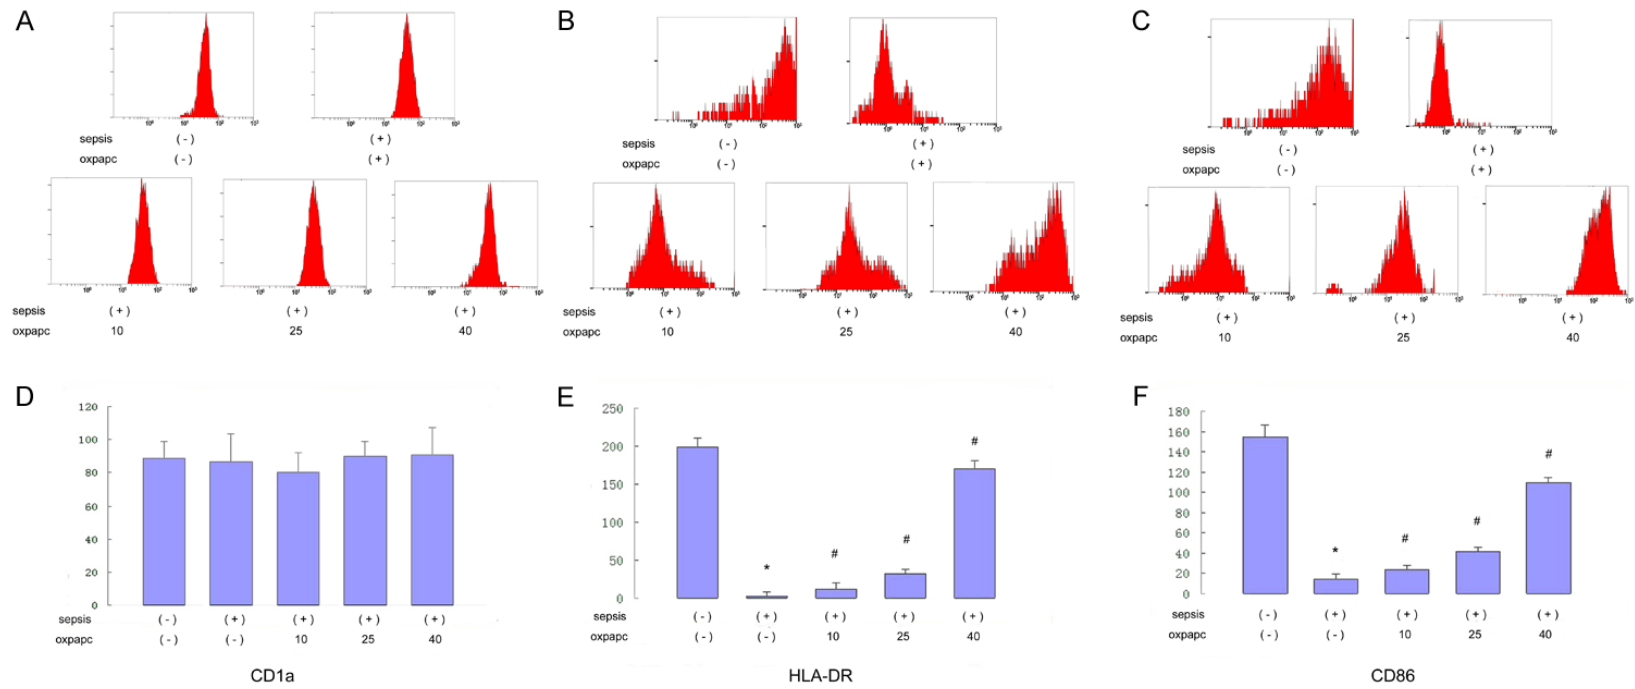 A
B
C
sepsis (-) (+)
oxpapc (-) (+)
sepsis (-) (+)
oxpapc (-) (+)
sepsis (-) (+)
oxpapc (-) (+)
sepsis (+) (+) (+)
oxpapc 10 25 40
sepsis (+) (+) (+)
oxpapc 10 25 40
sepsis (+) (+) (+)
oxpapc 10 25 40
D
120
100
80
60
40
20
0
sepsis (-) (+) (+) (+) (+)
oxpapc (-) (-) 10 25 40
CD1a
E
250
200
150
100
50
0
* # # #
sepsis (-) (+) (+) (+) (+)
oxpapc (-) (-) 10 25 40
HLA-DR
F
180
160
140
120
100
80
60
40
20
0
* # # #
sepsis (-) (+) (+) (+) (+)
oxpapc (-) (-) 10 25 40
CD86